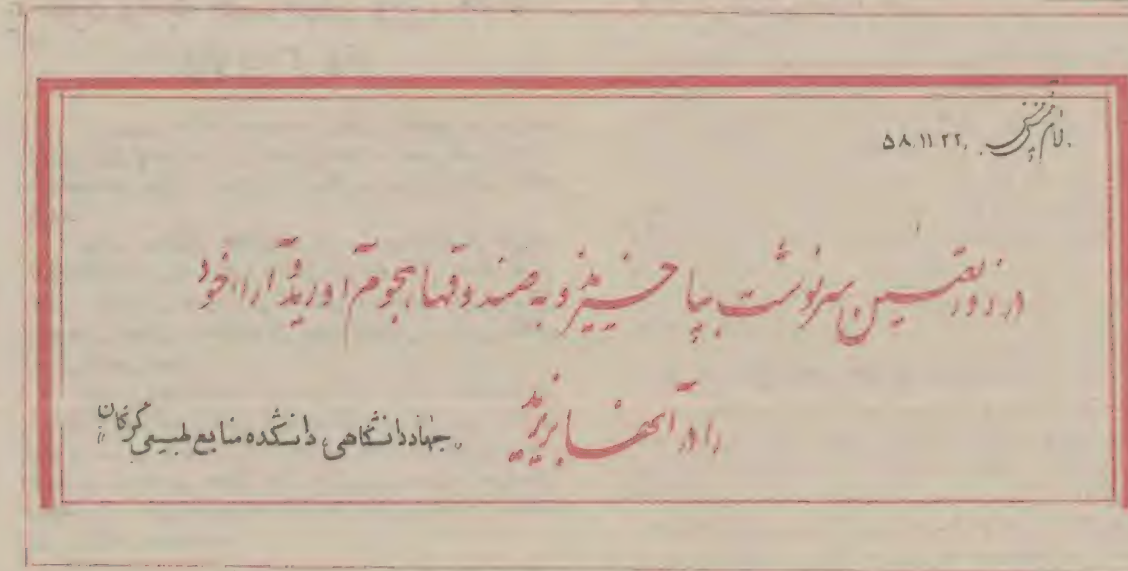 امام خمینی ۵۸.۱۱.۲۲
در روز تعیین سرنوشت بپا خیزید و به صندوقها هجوم آورید و آراء خود
را در آنها بریزید
"جهاد دانشگاهی، دانشکده منابع طبیعی گرگان"